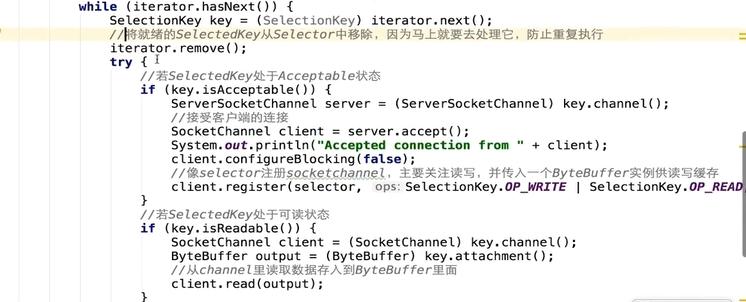 while (iterator.hasNext()) {
SelectionKey key = (SelectionKey) iterator.next();
//将就绪的SelectedKey从Selector中移除，因为马上就要去处理它，防止重复执行
iterator.remove();
try {
//若SelectedKey处于Acceptable状态
if (key.isAcceptable()) {
ServerSocketChannel server = (ServerSocketChannel) key.channel();
//接受客户端的连接
SocketChannel client = server.accept();
System.out.println("Accepted connection from " + client);
client.configureBlocking(false);
//像selector注册socketchannel，主要关注读写，并传入一个ByteBuffer实例供读写缓存
client.register(selector, ops: SelectionKey.OP_WRITE | SelectionKey.OP_READ,
}
//若SelectedKey处于可读状态
if (key.isReadable()) {
SocketChannel client = (SocketChannel) key.channel();
ByteBuffer output = (ByteBuffer) key.attachment();
//从channel里读取数据存入到ByteBuffer里面
client.read(output);
}